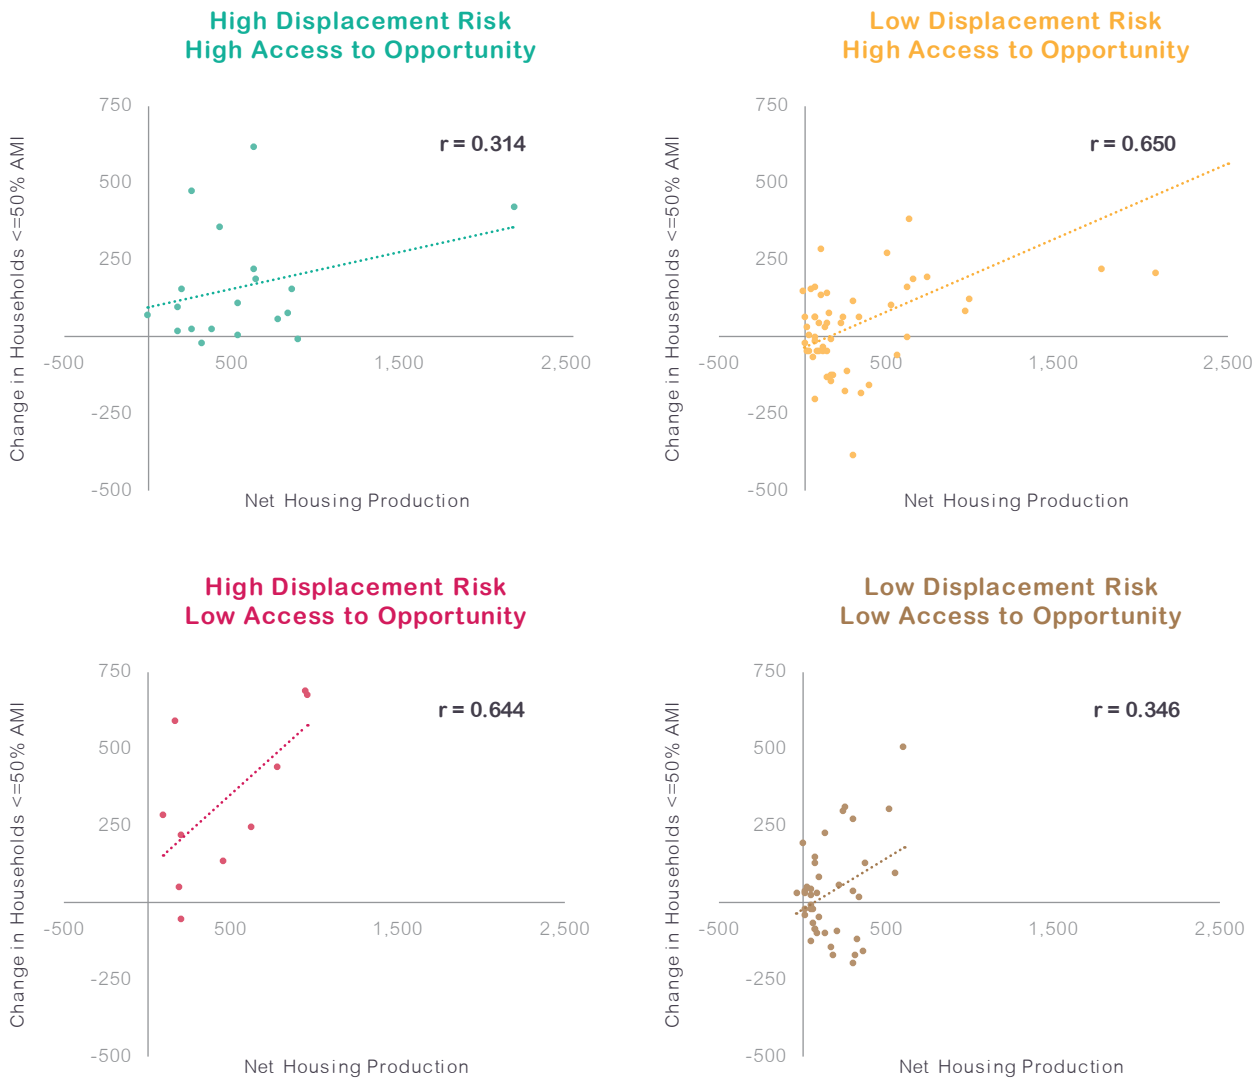 High Displacement Risk
High Access to Opportunity
Change in Households <=50% AMI
750
500
250
-250
-500
-500
500
1,500
2,500
r = 0.314
Net Housing Production
Low Displacement Risk
High Access to Opportunity
Change in Households <=50% AMI
750
500
250
-250
-500
-500
500
1,500
2,500
r = 0.650
Net Housing Production
High Displacement Risk
Low Access to Opportunity
Change in Households <=50% AMI
750
500
250
-250
-500
-500
500
1,500
2,500
r = 0.644
Net Housing Production
Low Displacement Risk
Low Access to Opportunity
Change in Households <=50% AMI
750
500
250
-250
-500
-500
500
1,500
2,500
r = 0.346
Net Housing Production